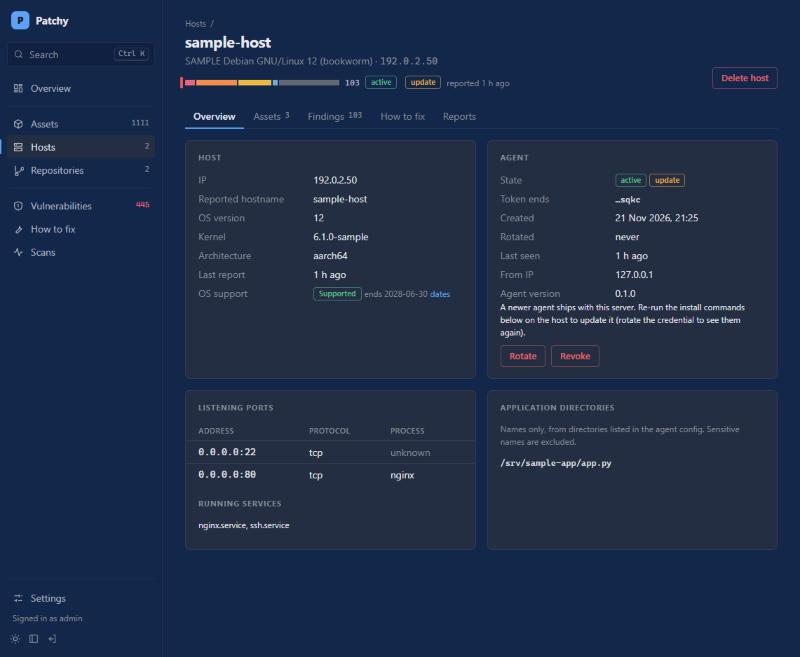 P Patchy
Search Ctrl K
Overview
Assets 1111
Hosts 2
Repositories 2
Vulnerabilities 445
How to fix
Scans
Settings
Signed in as admin
Hosts /
sample-host
SAMPLE Debian GNU/Linux 12 (bookworm) · 192.0.2.50
103 active update reported 1 h ago
Delete host
Overview Assets 3 Findings 103 How to fix Reports
HOST
IP 192.0.2.50
Reported hostname sample-host
OS version 12
Kernel 6.1.0-sample
Architecture aarch64
Last report 1 h ago
OS support Supported ends 2028-06-30 dates
AGENT
State active update
Token ends …sqkc
Created 21 Nov 2026, 21:25
Rotated never
Last seen 1 h ago
From IP 127.0.0.1
Agent version 0.1.0
A newer agent ships with this server. Re-run the install commands
below on the host to update it (rotate the credential to see them
again).
Rotate Revoke
LISTENING PORTS
ADDRESS PROTOCOL PROCESS
0.0.0.0:22 tcp unknown
0.0.0.0:80 tcp nginx
RUNNING SERVICES
nginx.service, ssh.service
APPLICATION DIRECTORIES
Names only, from directories listed in the agent config. Sensitive
names are excluded.
/srv/sample-app/app.py